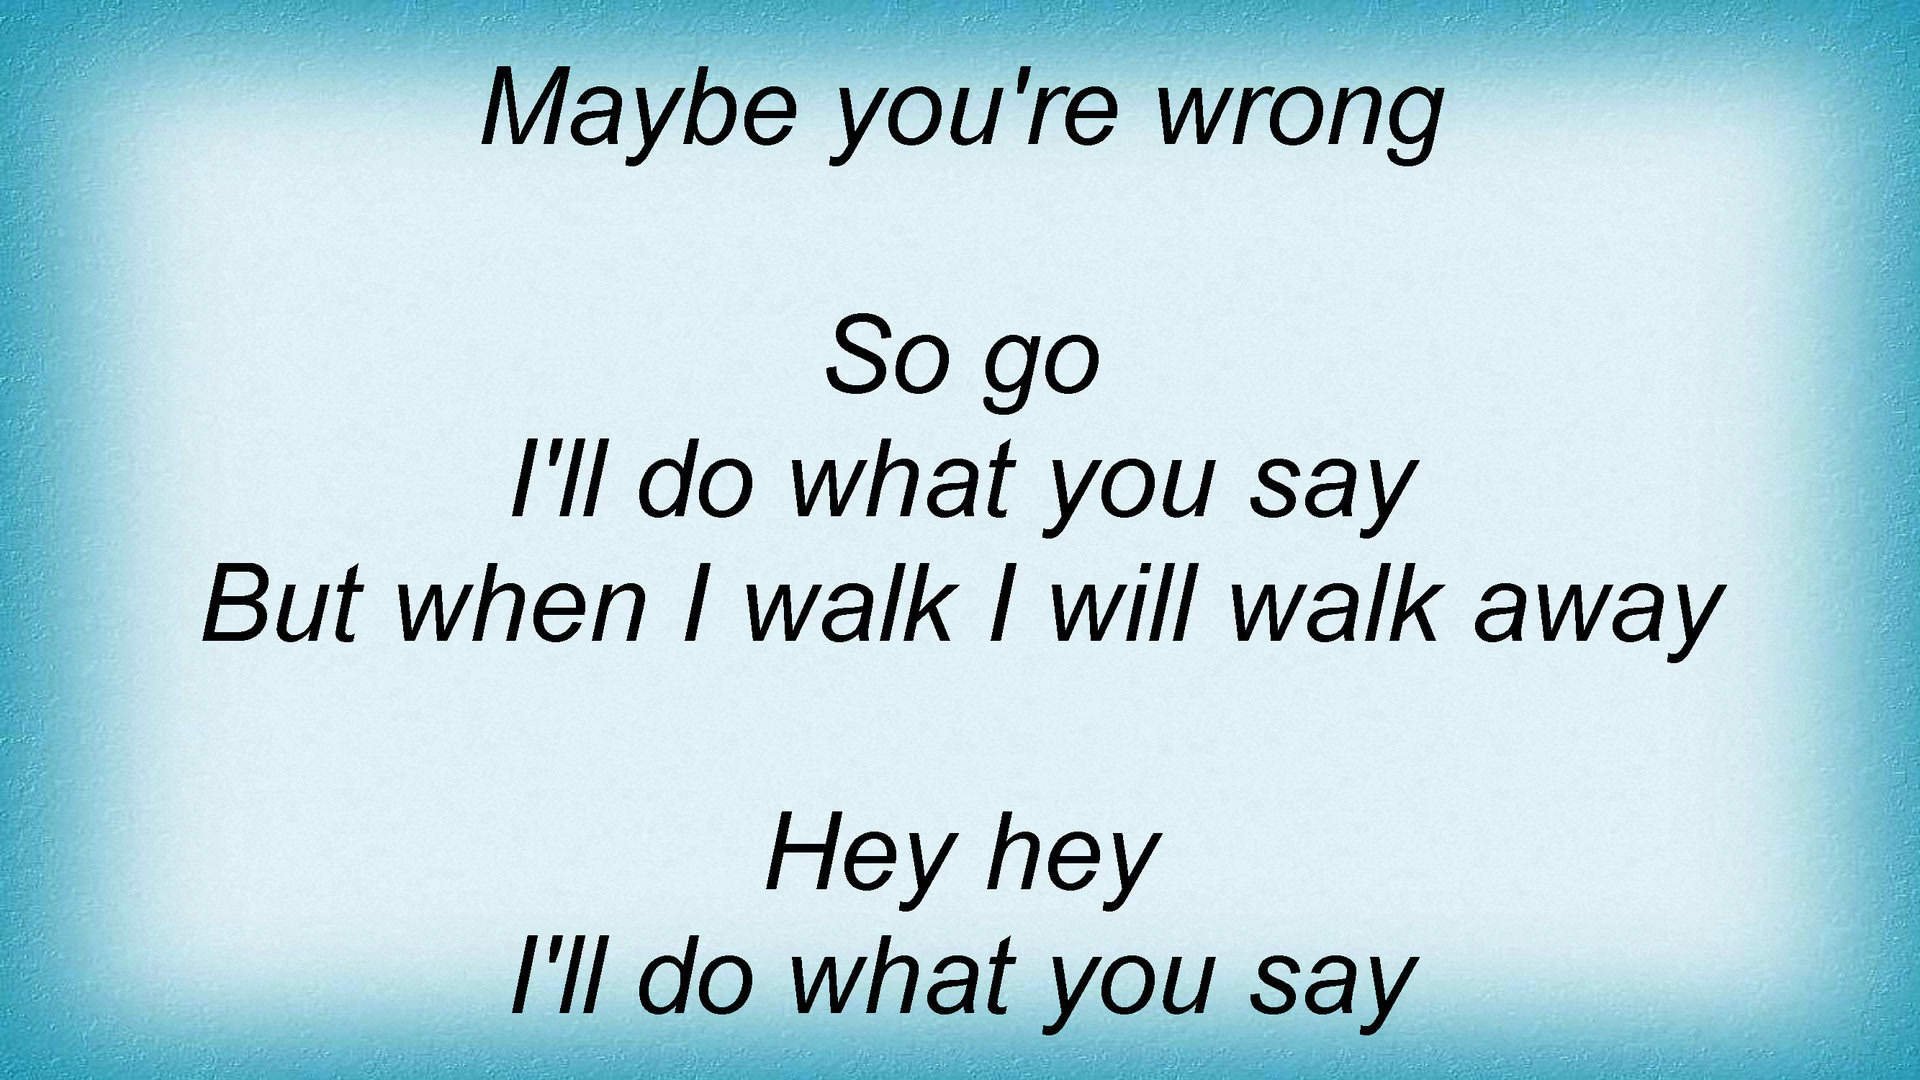 Maybe you're wrong
So go
I'll do what you say
But when I walk I will walk away
Hey hey
I'll do what you say